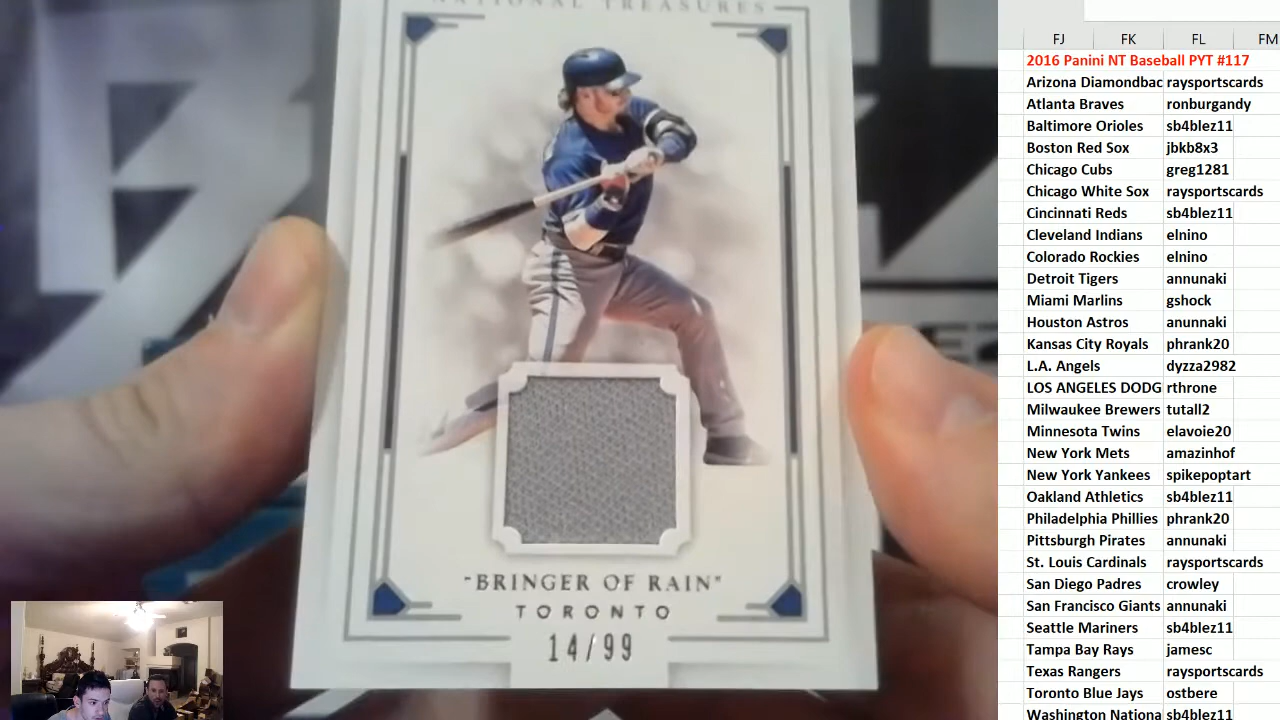 NATIONAL TREASURES
"BRINGER OF RAIN"
TORONTO
14/99
FJ FK FL FM
2016 Panini NT Baseball PYT #117
Arizona Diamondbac raysportscards
Atlanta Braves ronburgandy
Baltimore Orioles sb4blez11
Boston Red Sox jbkb8x3
Chicago Cubs greg1281
Chicago White Sox raysportscards
Cincinnati Reds sb4blez11
Cleveland Indians elnino
Colorado Rockies elnino
Detroit Tigers annunaki
Miami Marlins gshock
Houston Astros anunnaki
Kansas City Royals phrank20
L.A. Angels dyzza2982
LOS ANGELES DODG rthrone
Milwaukee Brewers tutall2
Minnesota Twins elavoie20
New York Mets amazinhof
New York Yankees spikepoptart
Oakland Athletics sb4blez11
Philadelphia Phillies phrank20
Pittsburgh Pirates annunaki
St. Louis Cardinals raysportscards
San Diego Padres crowley
San Francisco Giants annunaki
Seattle Mariners sb4blez11
Tampa Bay Rays jamesc
Texas Rangers raysportscards
Toronto Blue Jays ostbere
Washington Nationa sb4blez11